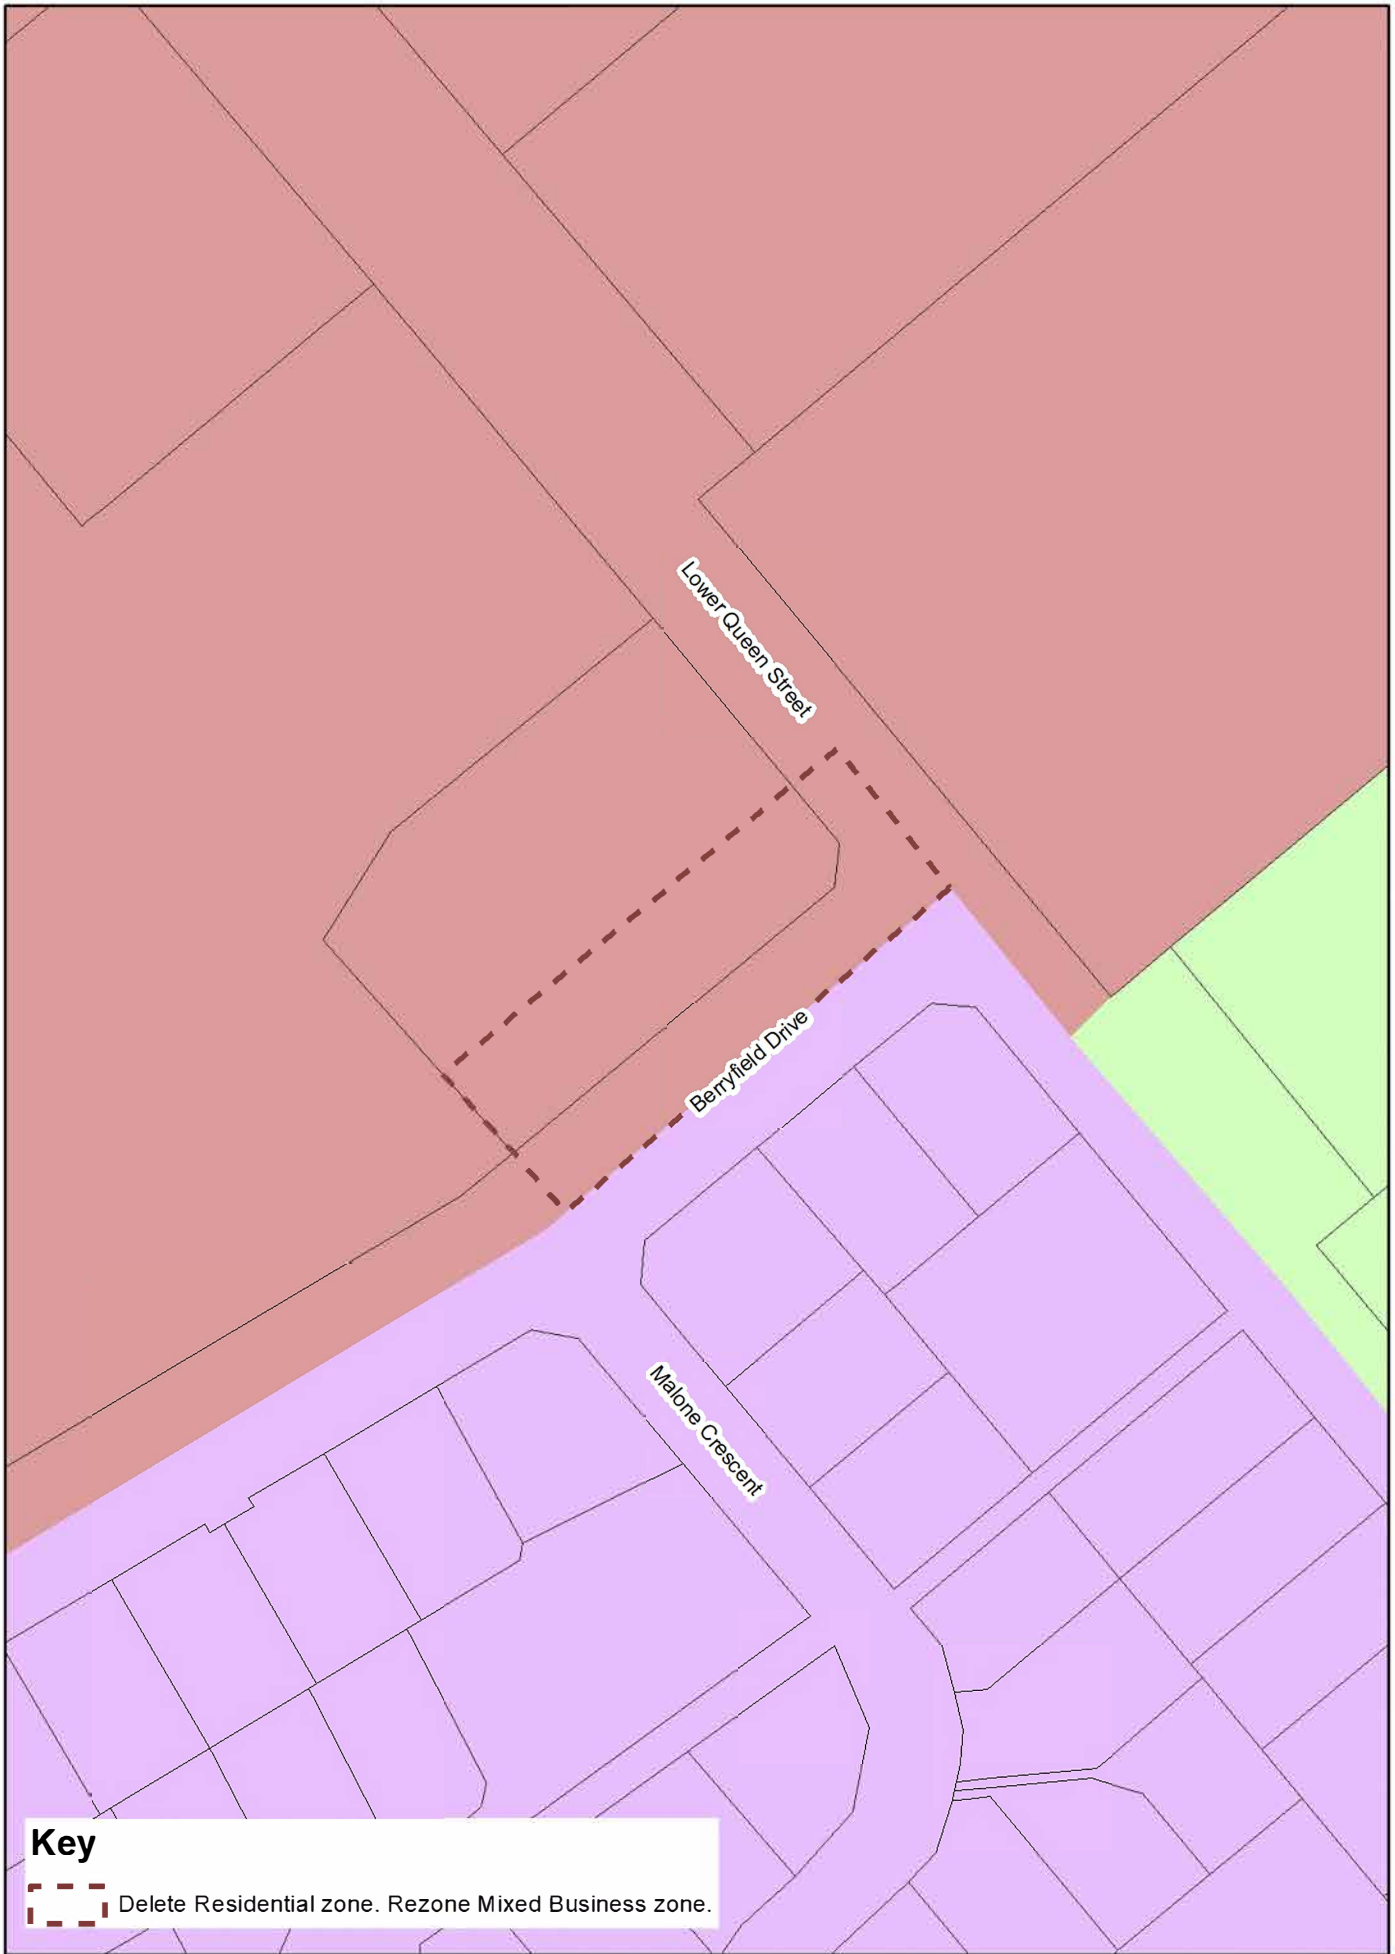 Lower Queen Street
Berryfield Drive
Malone Crescent
Key
Delete Residential zone. Rezone Mixed Business zone.